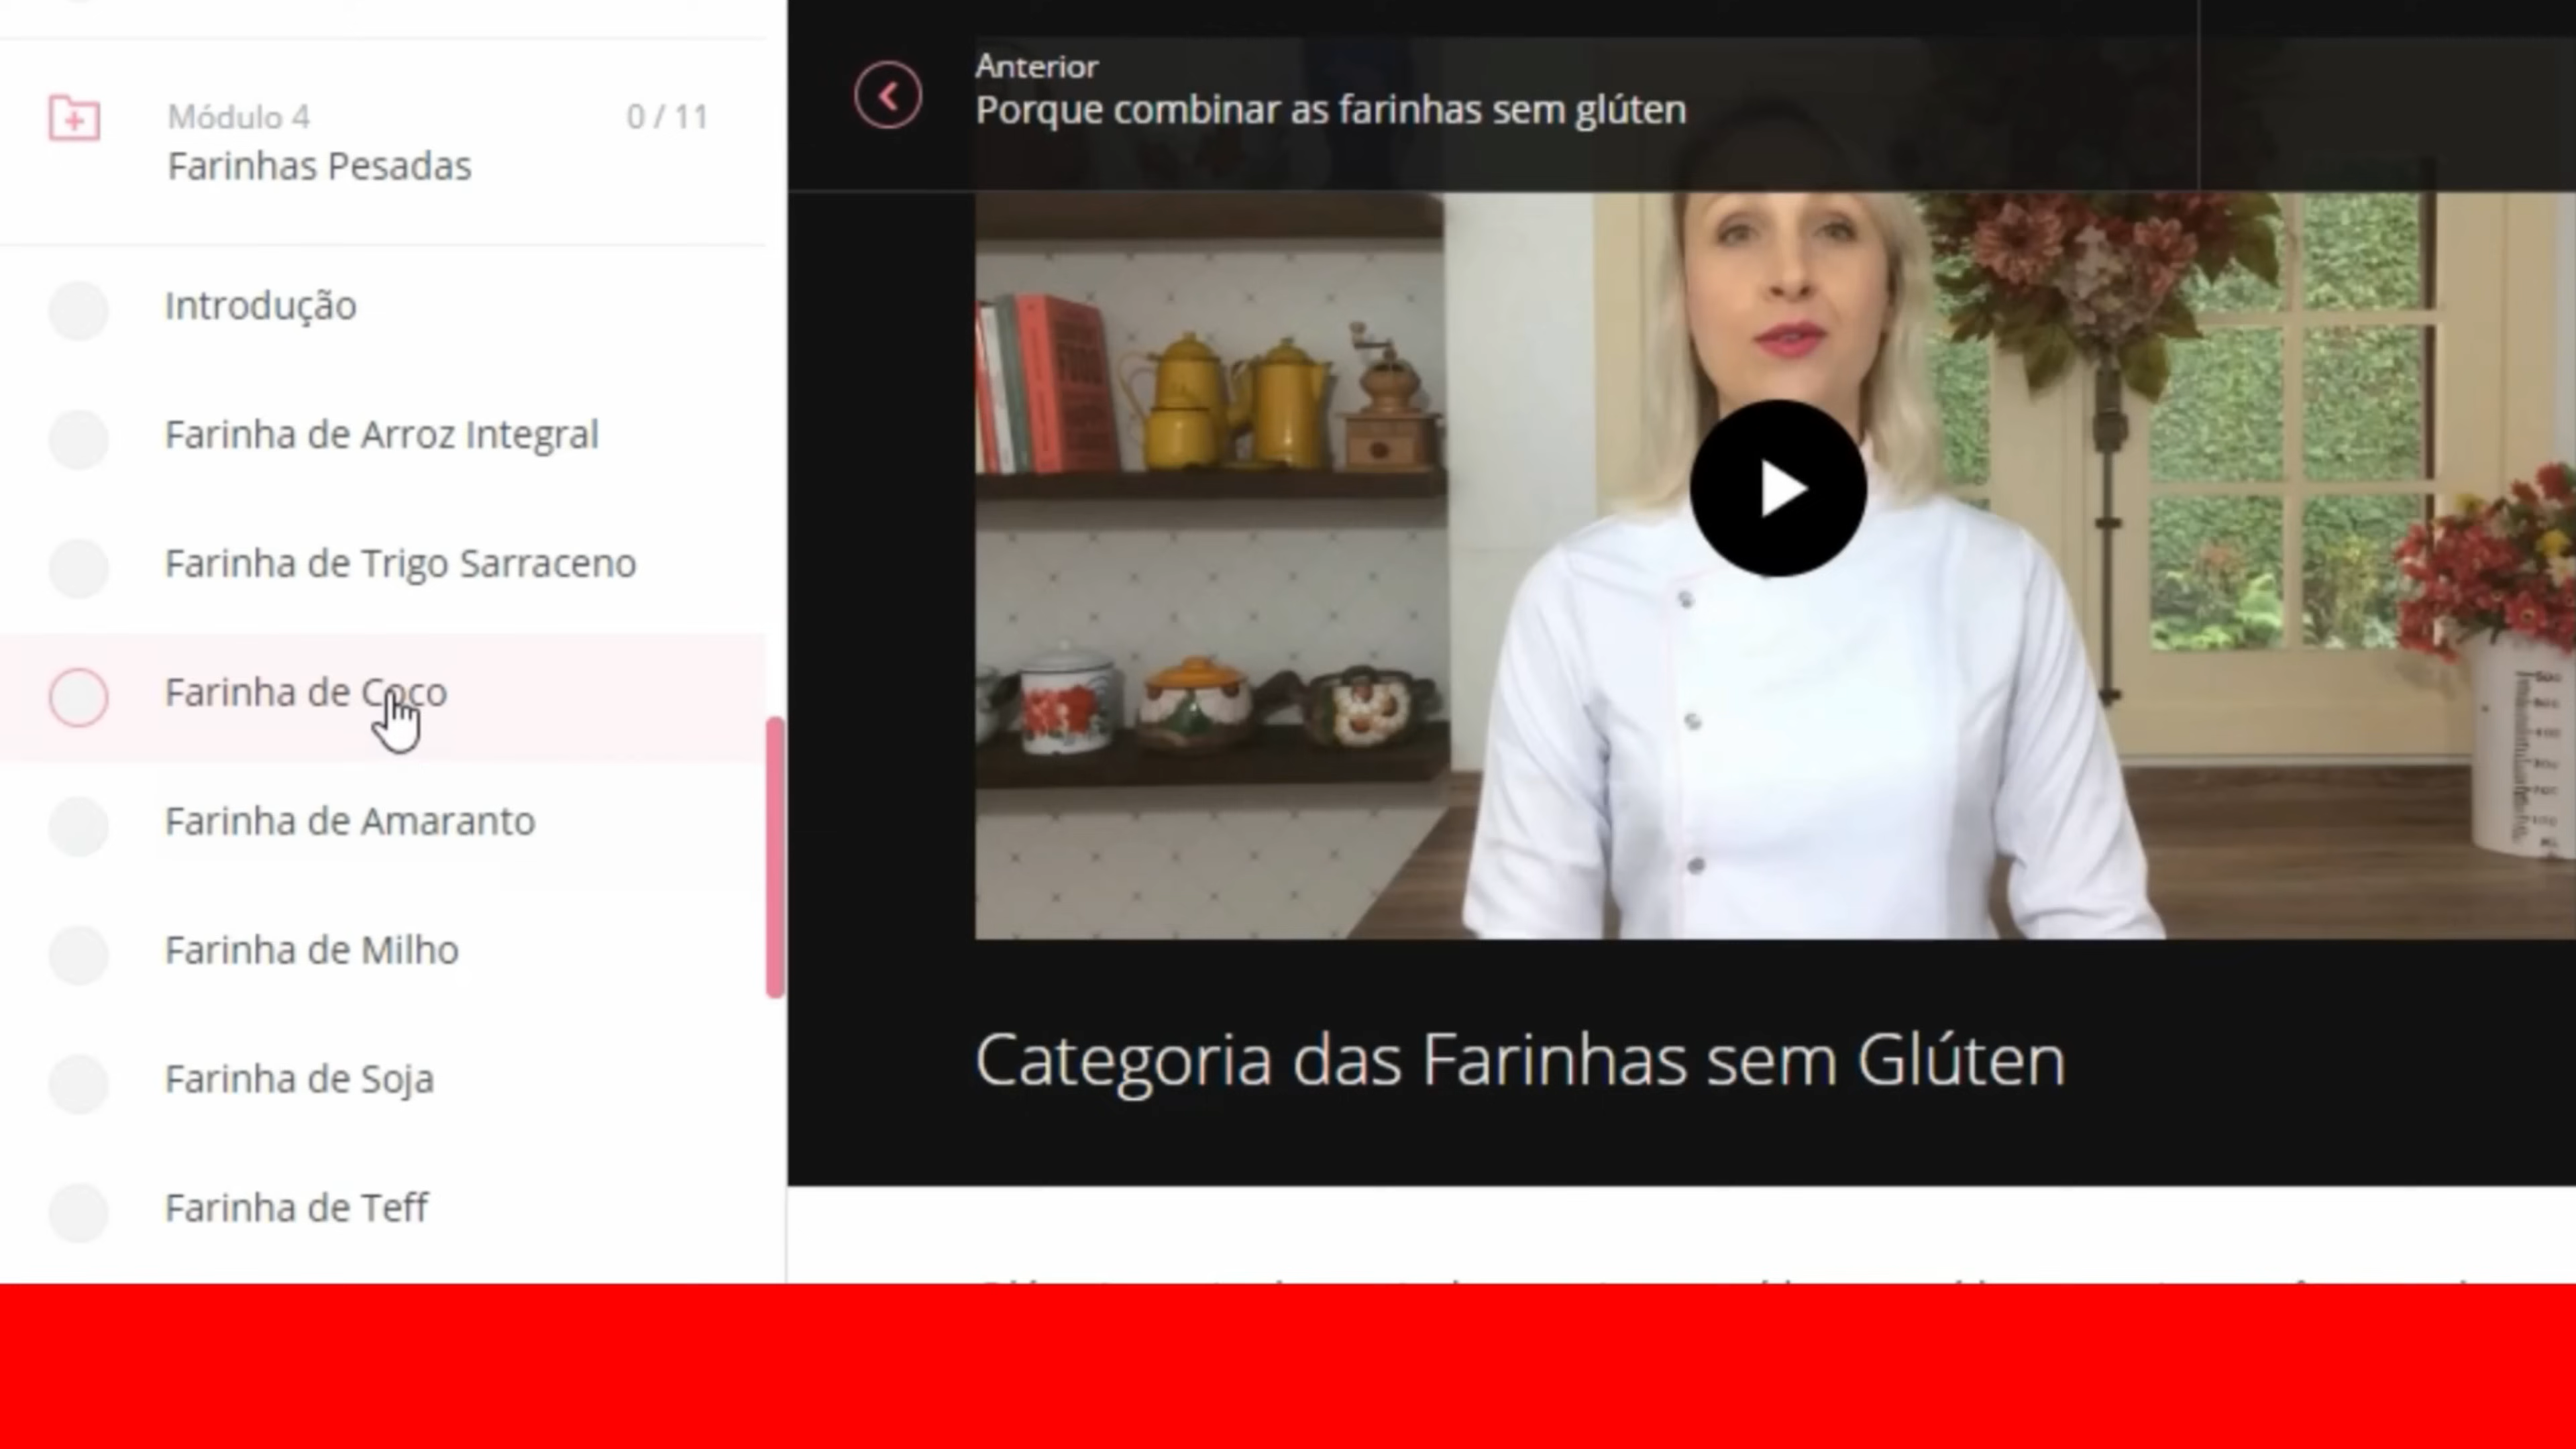 Módulo 4
0 / 11
Farinhas Pesadas
Introdução
Farinha de Arroz Integral
Farinha de Trigo Sarraceno
Farinha de Coco
Farinha de Amaranto
Farinha de Milho
Farinha de Soja
Farinha de Teff
Anterior
Porque combinar as farinhas sem glúten
Categoria das Farinhas sem Glúten